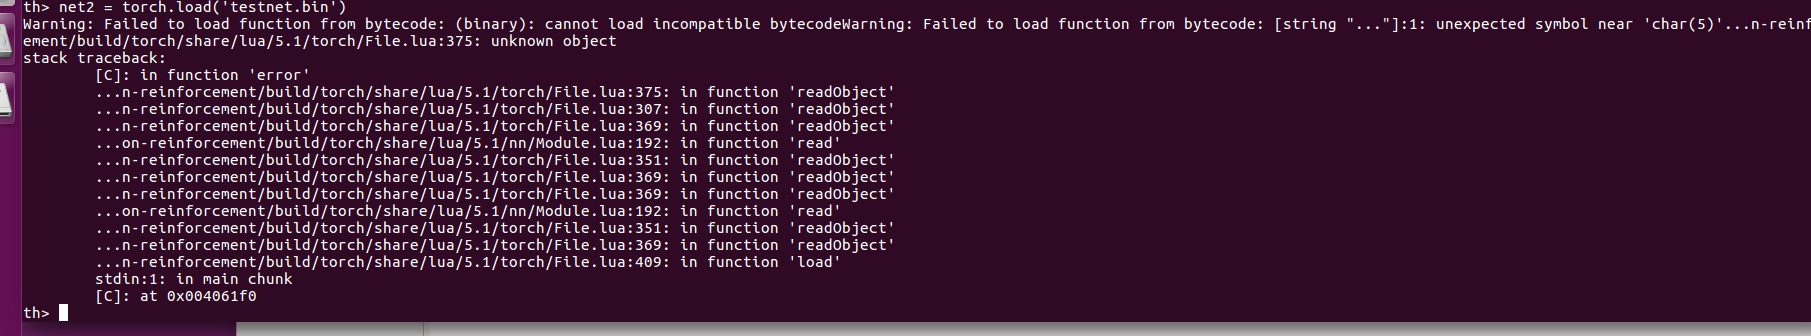 th> net2 = torch.load('testnet.bin')
Warning: Failed to load function from bytecode: (binary): cannot load incompatible bytecodeWarning: Failed to load function from bytecode: [string "..."]:1: unexpected symbol near 'char(5)'...n-reinf
ement/build/torch/share/lua/5.1/torch/File.lua:375: unknown object
stack traceback:
[C]: in function 'error'
...n-reinforcement/build/torch/share/lua/5.1/torch/File.lua:375: in function 'readObject'
...n-reinforcement/build/torch/share/lua/5.1/torch/File.lua:307: in function 'readObject'
...n-reinforcement/build/torch/share/lua/5.1/torch/File.lua:369: in function 'readObject'
...on-reinforcement/build/torch/share/lua/5.1/nn/Module.lua:192: in function 'read'
...n-reinforcement/build/torch/share/lua/5.1/torch/File.lua:351: in function 'readObject'
...n-reinforcement/build/torch/share/lua/5.1/torch/File.lua:369: in function 'readObject'
...n-reinforcement/build/torch/share/lua/5.1/torch/File.lua:369: in function 'readObject'
...on-reinforcement/build/torch/share/lua/5.1/nn/Module.lua:192: in function 'read'
...n-reinforcement/build/torch/share/lua/5.1/torch/File.lua:351: in function 'readObject'
...n-reinforcement/build/torch/share/lua/5.1/torch/File.lua:369: in function 'readObject'
...n-reinforcement/build/torch/share/lua/5.1/torch/File.lua:409: in function 'load'
stdin:1: in main chunk
[C]: at 0x004061f0
th>